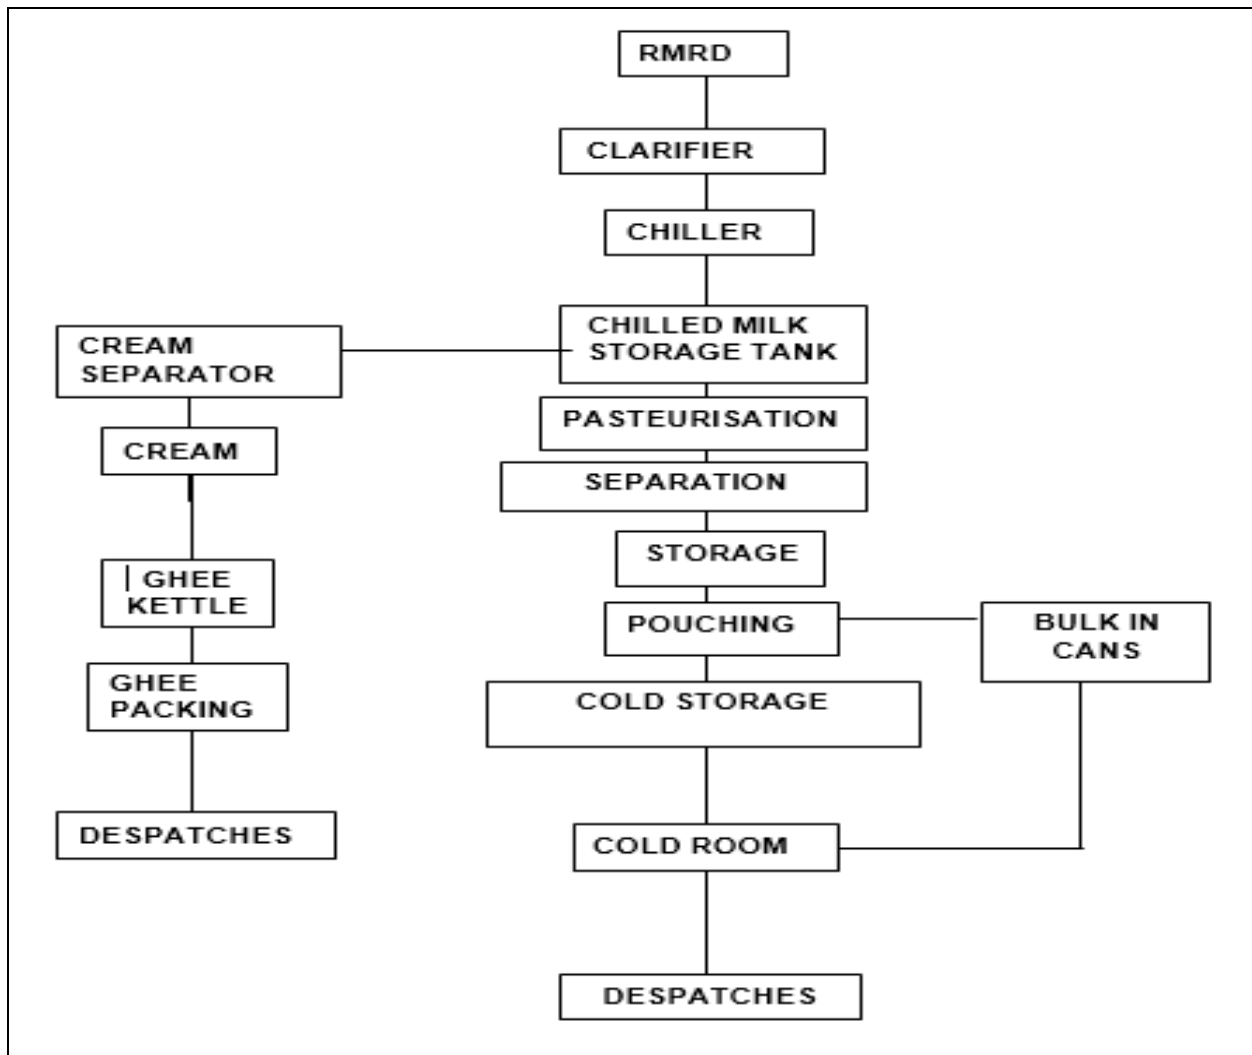 RMRD
CLARIFIER
CHILLER
CHILLED MILK
STORAGE TANK
CREAM
SEPARATOR
PASTEURISATION
CREAM
SEPARATION
STORAGE
| GHEE
KETTLE
POUCHING
BULK IN
CANS
GHEE
PACKING
COLD STORAGE
DESPATCHES
COLD ROOM
DESPATCHES